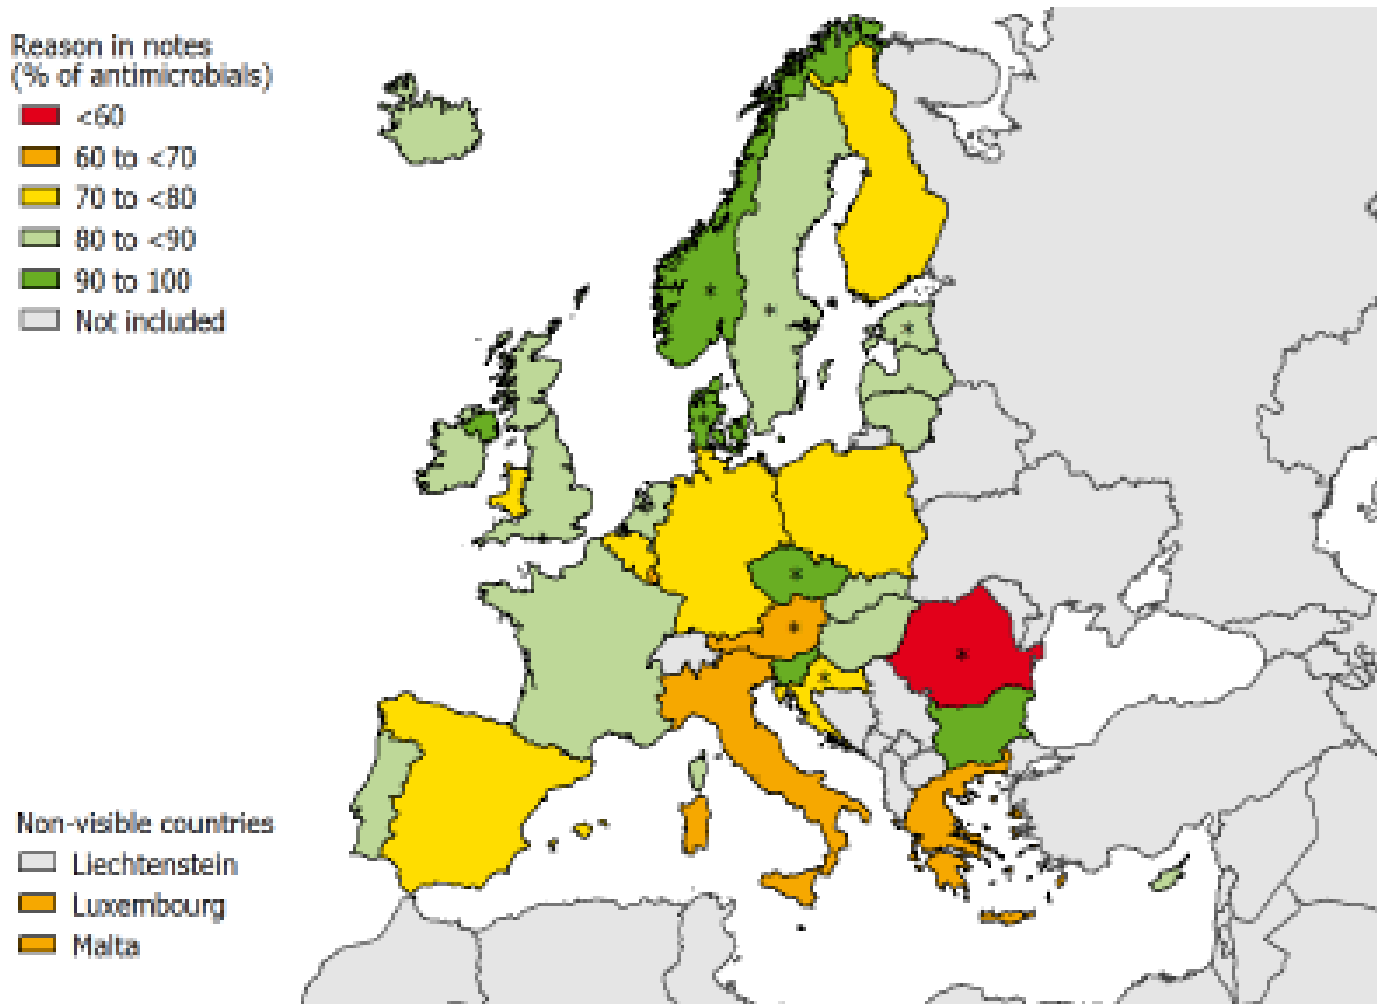 Reason in notes
(% of antimicrobials)
<60
60 to <70
70 to <80
80 to <90
90 to 100
Not included
Non-visible countries
Liechtenstein
Luxembourg
Malta